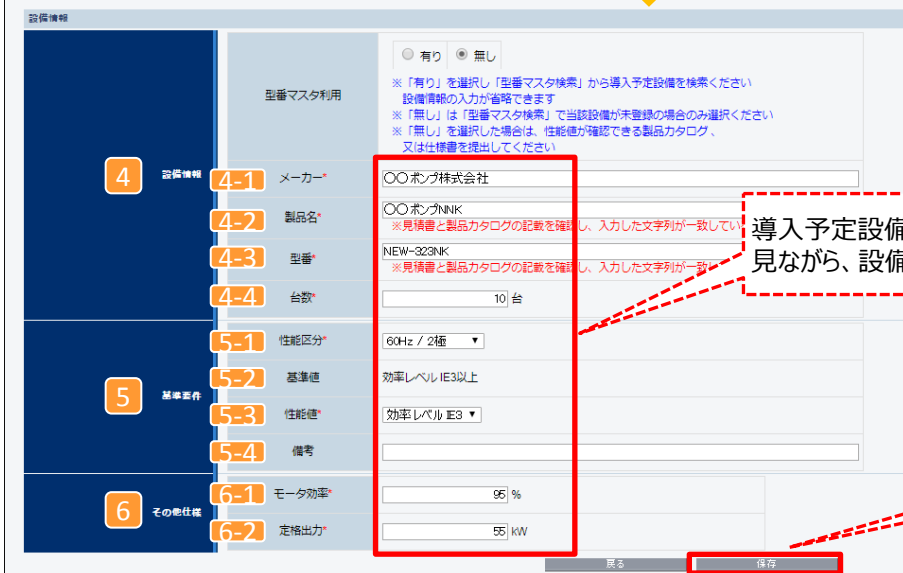 設備情報
型番マスタ利用
有り 無し
※「有り」を選択し「型番マスタ検索」から導入予定設備を検索ください
設備情報の入力が省略できます
※「無し」は「型番マスタ検索」で当該設備が未登録の場合のみ選択ください
※「無し」を選択した場合は、性能値が確認できる製品カタログ、
又は仕様書を提出してください
4 設備情報
4-1 メーカー* 〇〇ポンプ株式会社
4-2 製品名* 〇〇ポンプNNK
※見積書と製品カタログの記載を確認し、入力した文字列が一致してい
4-3 型番* NEW-323NK
※見積書と製品カタログの記載を確認し、入力した文字列が一致し
導入予定設備
見ながら、設備
4-4 台数* 10 台
5 基準要件
5-1 性能区分* 60Hz / 2極
5-2 基準値 効率レベル IE3以上
5-3 性能値* 効率レベル IE3
5-4 備考
6 その他仕様
6-1 モータ効率* 95 %
6-2 定格出力* 55 kW
戻る 保存